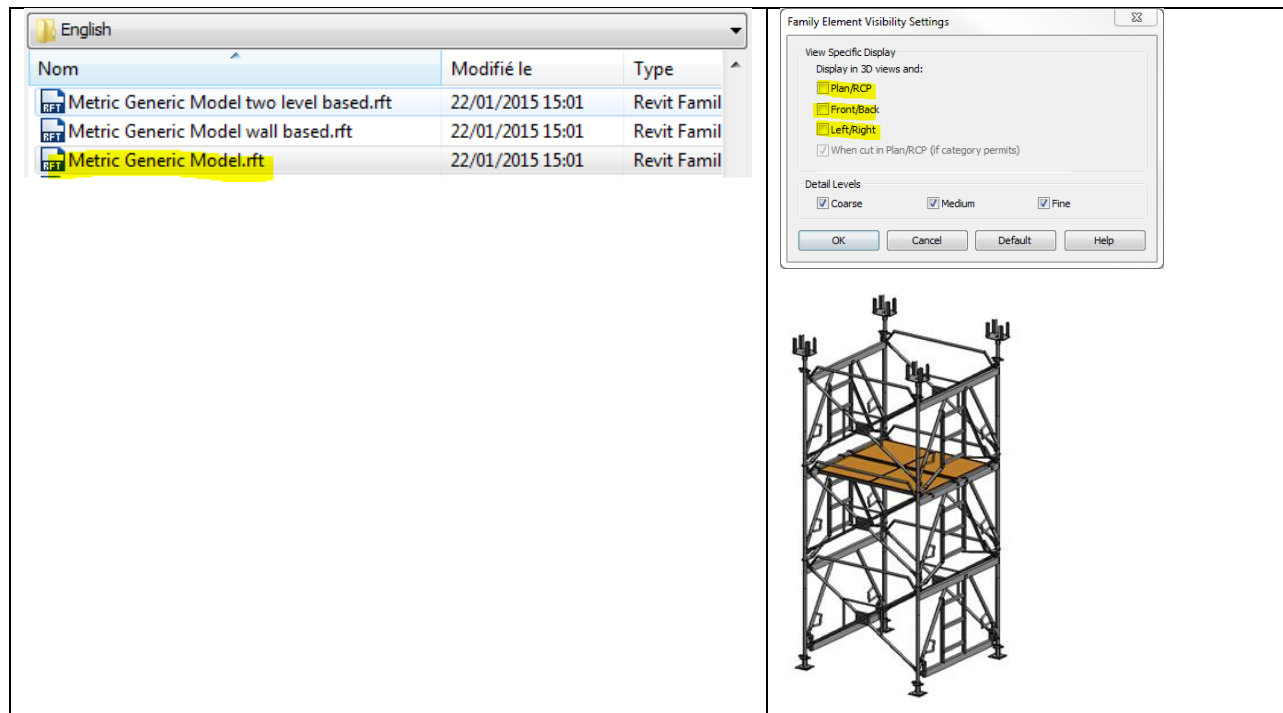 English
Nom Modifié le Type
RFT Metric Generic Model two level based.rft 22/01/2015 15:01 Revit Famil
RFT Metric Generic Model wall based.rft 22/01/2015 15:01 Revit Famil
RFT Metric Generic Model.rft 22/01/2015 15:01 Revit Famil
Family Element Visibility Settings
View Specific Display
Display in 3D views and:
Plan/RCP
Front/Back
Left/Right
When cut in Plan/RCP (if category permits)
Detail Levels
Coarse Medium Fine
OK Cancel Default Help